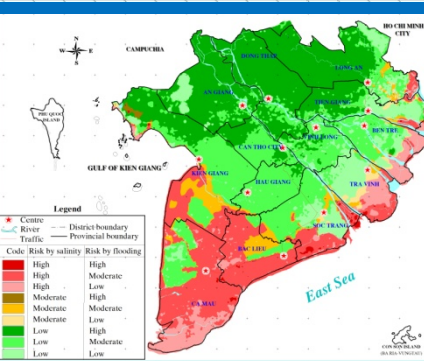 HO CHI MINH
CITY
N
W E
S
CAMPUCHIA
DONG THAP
LONG AN
AN GIANG
TIEN GIANG
PHU QUOC
ISLAND
BEN TRE
CAN THO CITY
GULF OF KIEN GIANG
KIEN GIANG
HAU GIANG
TRA VINH
SOC TRANG
BAC LIEU
CA MAU
East Sea
CON SON ISLAND
(BA RIA-VUNGTAU)
Legend
Centre
River
Traffic
District boundary
Provincial boundary
Code Risk by salinity Risk by flooding
High High
High Moderate
High Low
Moderate High
Moderate Moderate
Moderate Low
Low High
Low Moderate
Low Low